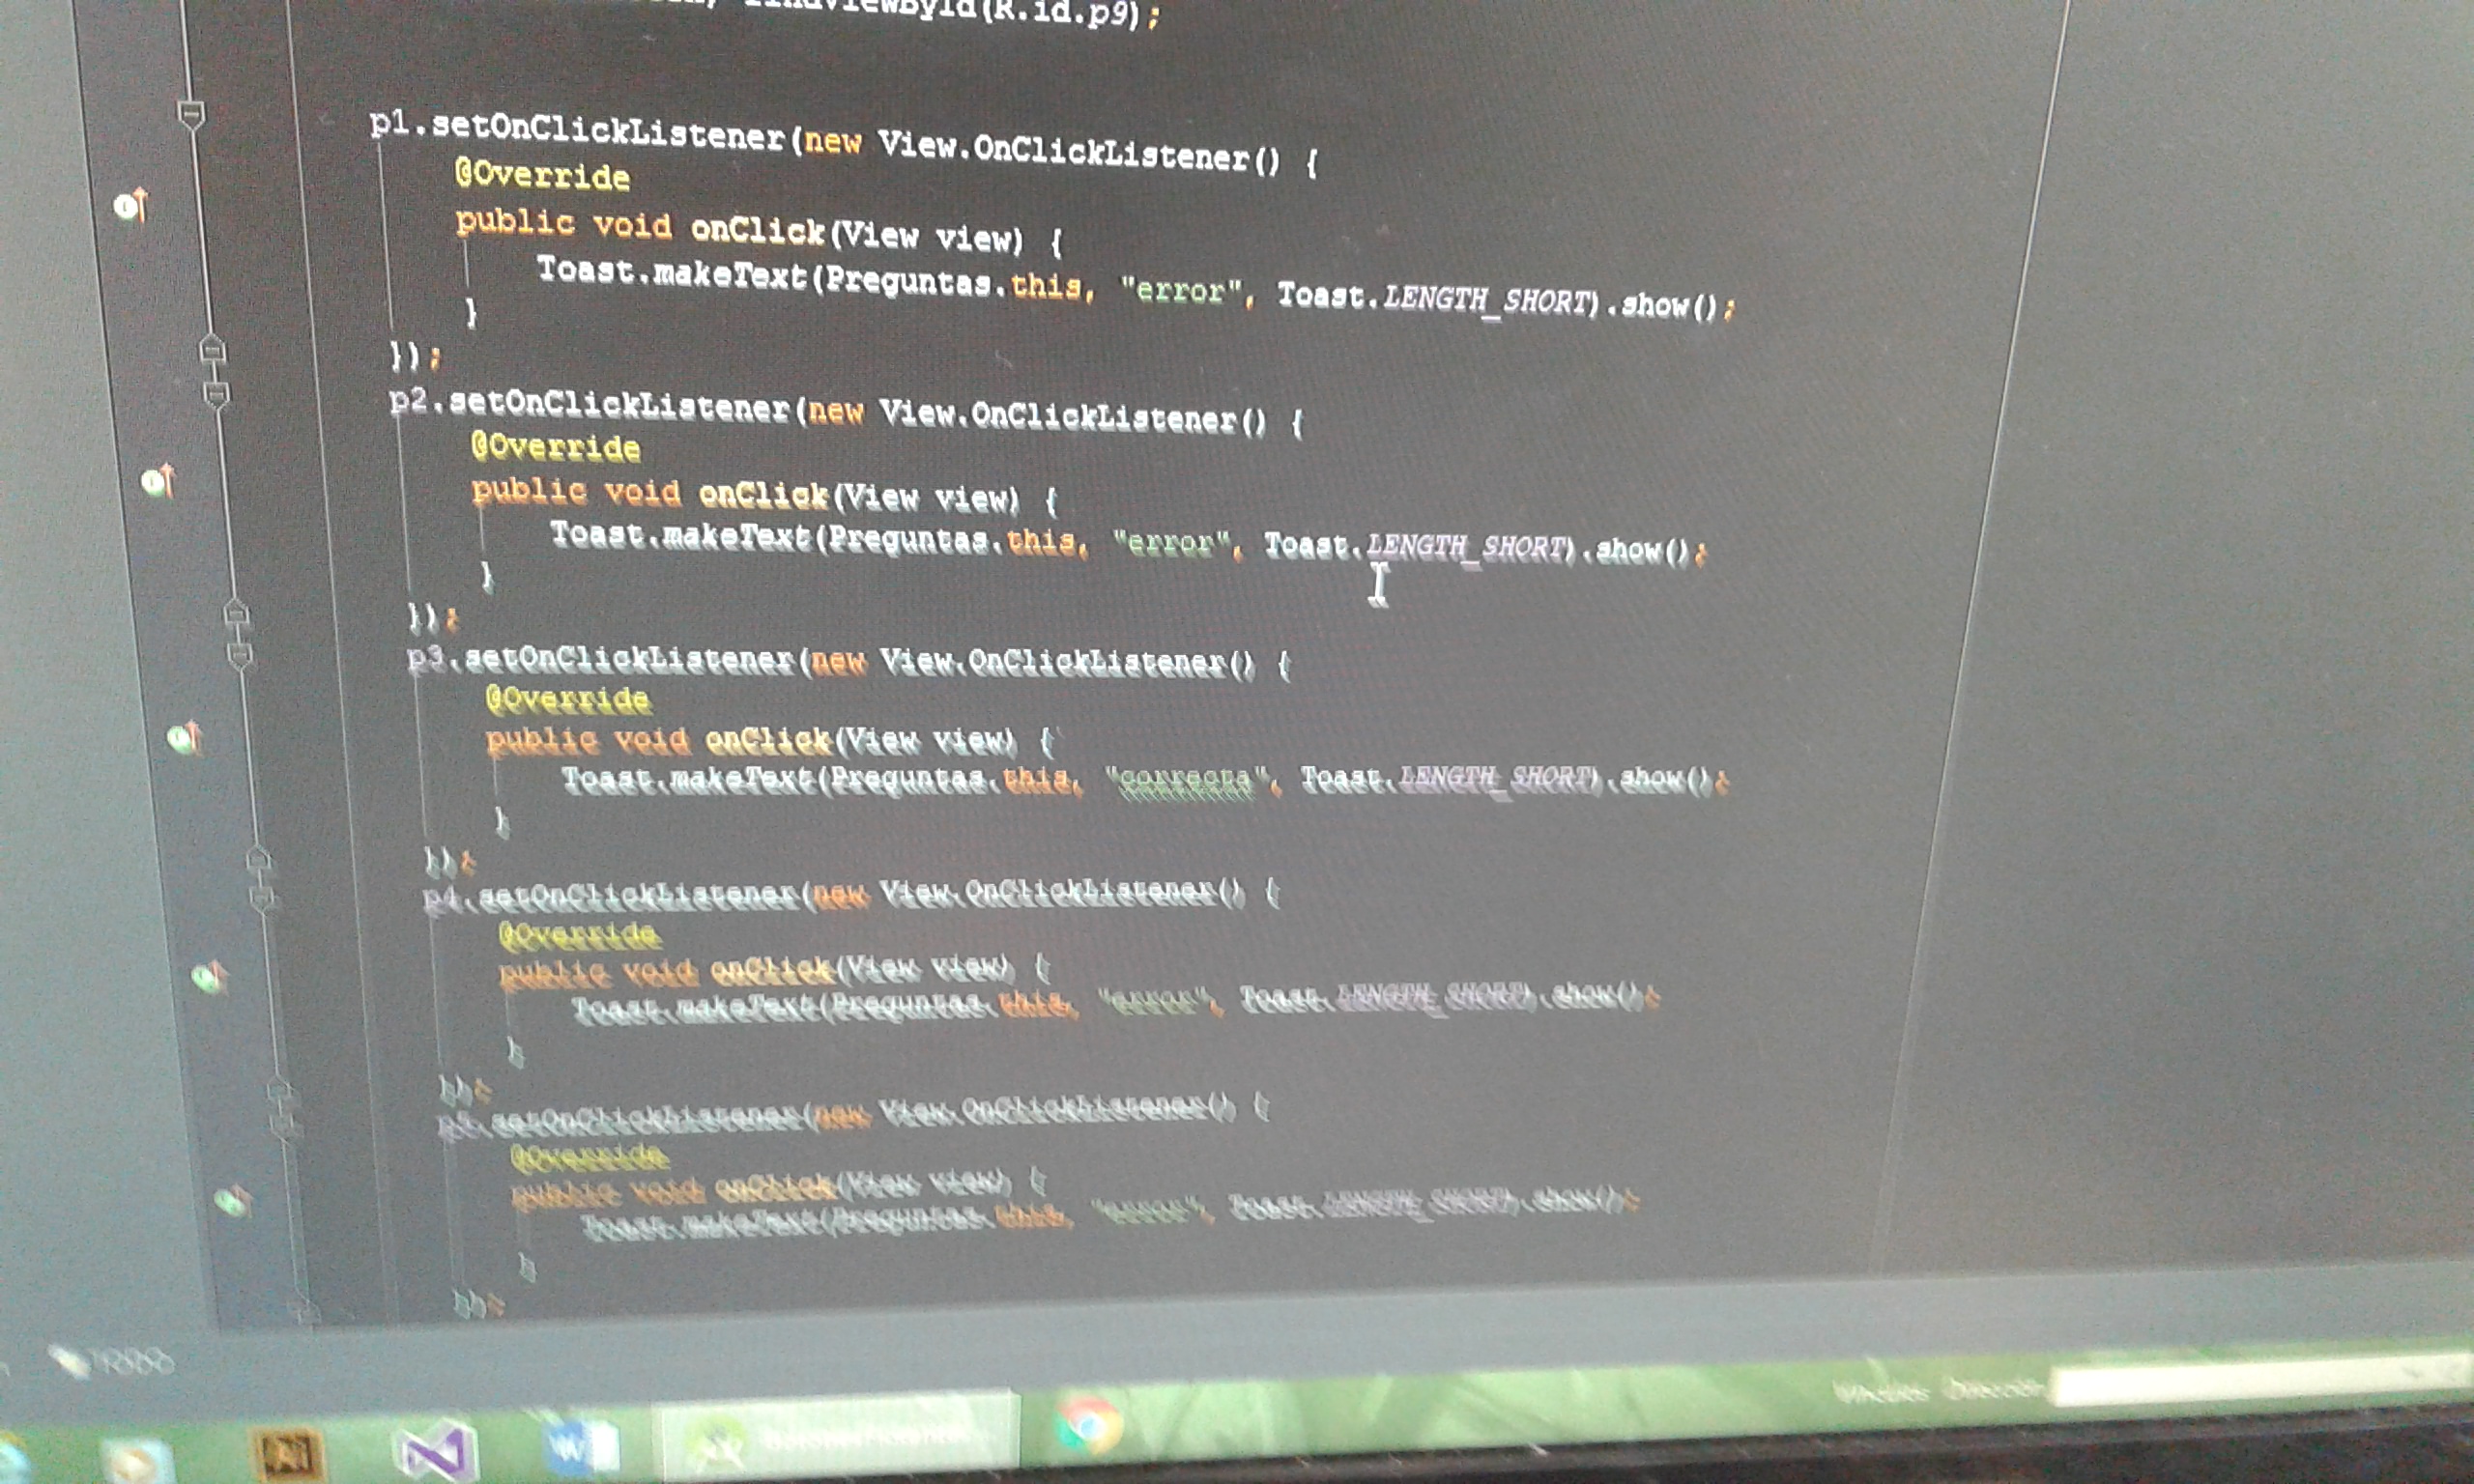 findViewById(R.id.p9);
p1.setOnClickListener(new View.OnClickListener() {
@Override
public void onClick(View view) {
Toast.makeText(Preguntas.this, "error", Toast.LENGTH_SHORT).show();
}
});
p2.setOnClickListener(new View.OnClickListener() {
@Override
public void onClick(View view) {
Toast.makeText(Preguntas.this, "error", Toast.LENGTH_SHORT).show();
}
});
p3.setOnClickListener(new View.OnClickListener() {
@Override
public void onClick(View view) {
Toast.makeText(Preguntas.this, "correcta", Toast.LENGTH_SHORT).show();
}
});
p4.setOnClickListener(new View.OnClickListener() {
@Override
public void onClick(View view) {
Toast.makeText(Preguntas.this, "error", Toast.LENGTH_SHORT).show();
}
});
p5.setOnClickListener(new View.OnClickListener() {
@Override
public void onClick(View view) {
Toast.makeText(Preguntas.this, "error", Toast.LENGTH_SHORT).show();
}
});
TODO
Dirección
Ai
W